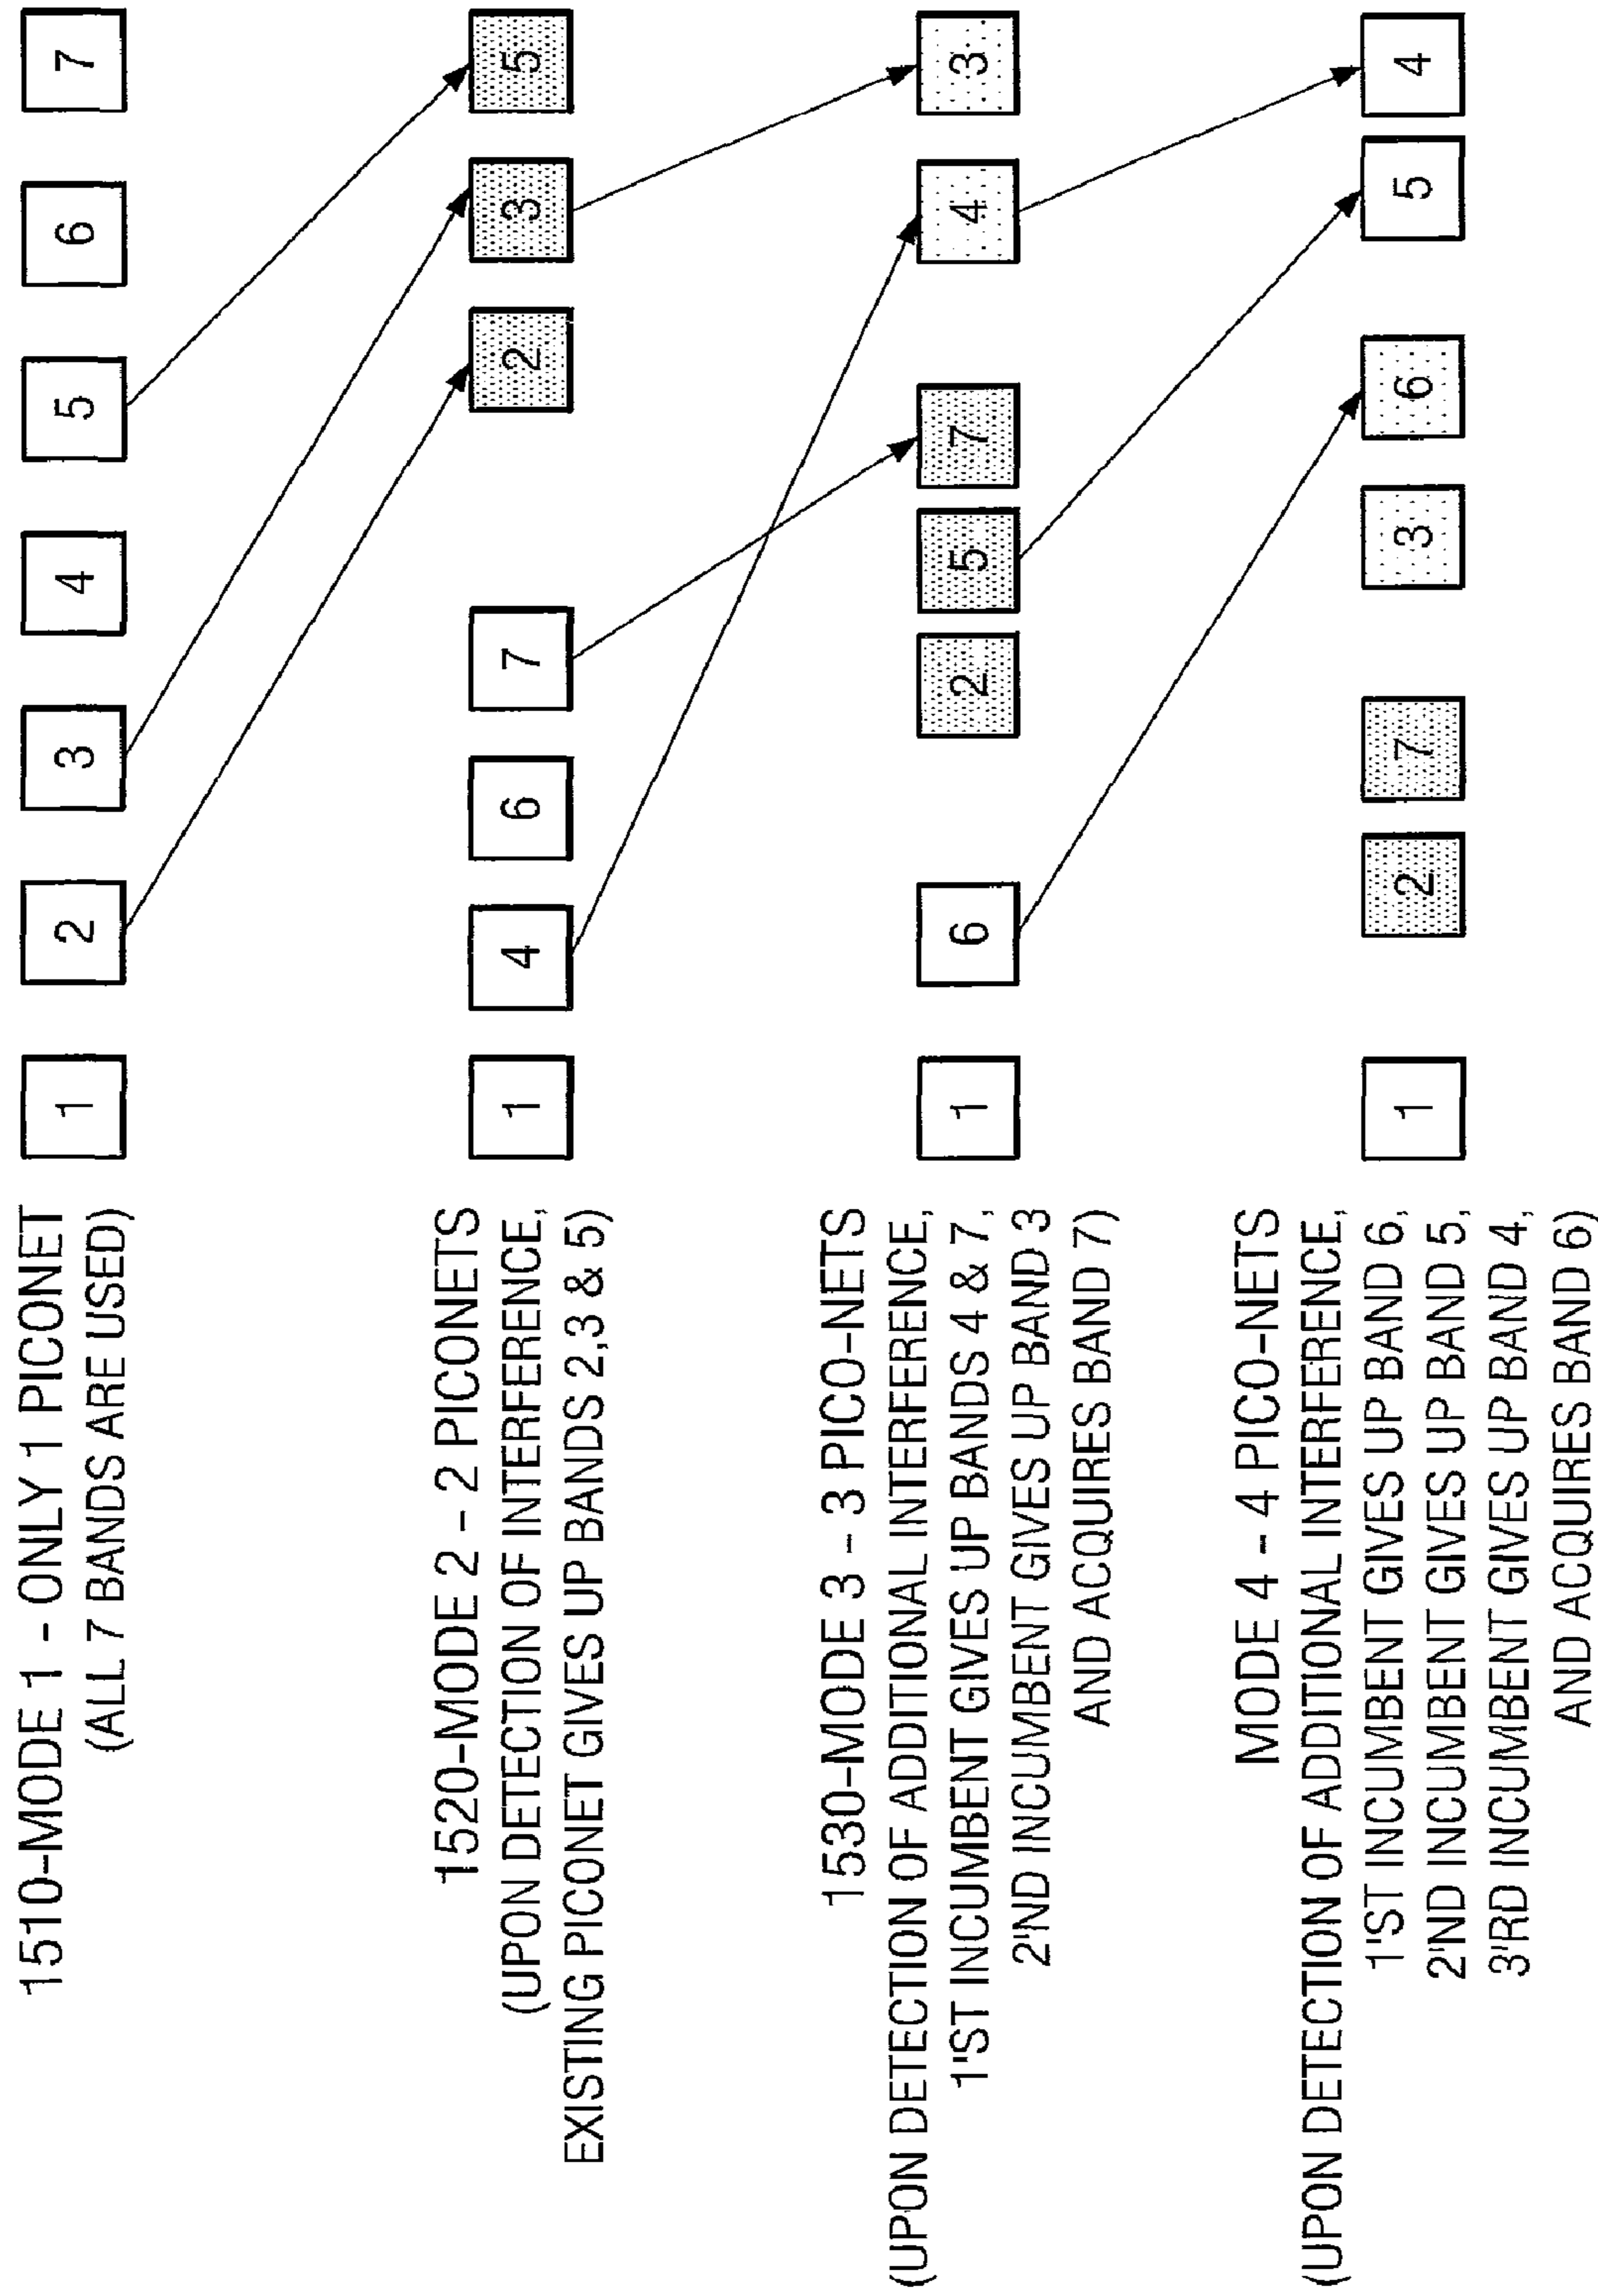 1510-MODE 1 - ONLY 1 PICONET
(ALL 7 BANDS ARE USED)
1 2 3 4 5 6 7
1520-MODE 2 - 2 PICONETS
(UPON DETECTION OF INTERFERENCE,
EXISTING PICONET GIVES UP BANDS 2,3 & 5)
1 4 6 7 2 3 5
1530-MODE 3 - 3 PICO-NETS
(UPON DETECTION OF ADDITIONAL INTERFERENCE,
1'ST INCUMBENT GIVES UP BANDS 4 & 7,
2'ND INCUMBENT GIVES UP BAND 3
AND ACQUIRES BAND 7)
1 6 2 5 7 4 3
MODE 4 - 4 PICO-NETS
(UPON DETECTION OF ADDITIONAL INTERFERENCE,
1'ST INCUMBENT GIVES UP BAND 6,
2'ND INCUMBENT GIVES UP BAND 5,
3'RD INCUMBENT GIVES UP BAND 4,
AND ACQUIRES BAND 6)
1 2 7 3 6 5 4